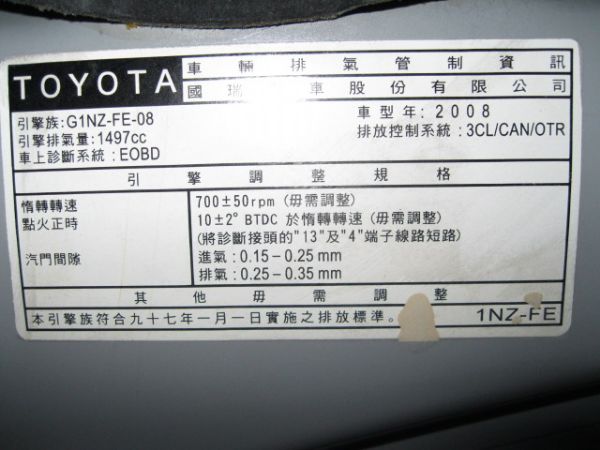 TOYOTA
車輛排氣管制資訊
國瑞車股份有限公司
引擎族:G1NZ-FE-08
車型年:2008
引擎排氣量:1497cc
排放控制系統:3CL/CAN/OTR
車上診斷系統:EOBD
引擎調整規格
惰轉轉速 700±50rpm (毋需調整)
點火正時 10±2° BTDC 於惰轉轉速 (毋需調整)
(將診斷接頭的"13"及"4"端子線路短路)
汽門間隙 進氣:0.15-0.25 mm
排氣:0.25-0.35 mm
其他毋需調整
本引擎族符合九十七年一月一日實施之排放標準。 1NZ-FE